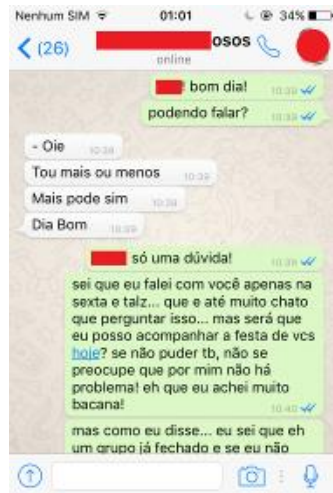 Nenhum SIM 01:01 34%
(26) osos
online
bom dia! 10:39
podendo falar? 10:39
- Oie 10:39
Tou mais ou menos 10:39
Mais pode sim 10:39
Dia Bom 10:39
só uma dúvida! 10:39
sei que eu falei com você apenas na
sexta e talz... que e até muito chato
que perguntar isso... mas será que
eu posso acompanhar a festa de vcs
hoje? se não puder tb, não se
preocupe que por mim não há
problema! eh que eu achei muito
bacana! 10:40
mas como eu disse... eu sei que eh
um grupo já fechado e se eu não